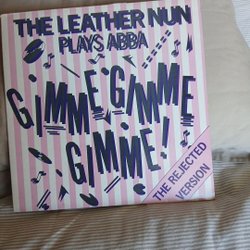 THE LEATHER NUN
PLAYS ABBA
GIMME GIMME
GIMME!
THE REJECTED
VERSION